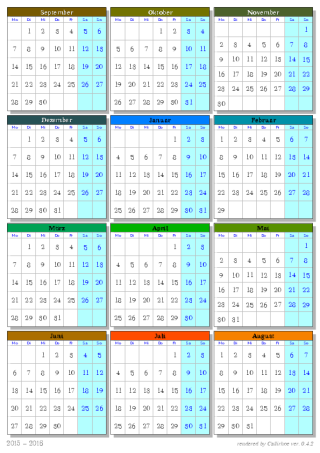 September
Mo Di Mi Do Fr Sa So
1 2 3 4 5 6
7 8 9 10 11 12 13
14 15 16 17 18 19 20
21 22 23 24 25 26 27
28 29 30
Oktober
Mo Di Mi Do Fr Sa So
1 2 3 4
5 6 7 8 9 10 11
12 13 14 15 16 17 18
19 20 21 22 23 24 25
26 27 28 29 30 31
November
Mo Di Mi Do Fr Sa So
1
2 3 4 5 6 7 8
9 10 11 12 13 14 15
16 17 18 19 20 21 22
23 24 25 26 27 28 29
30
Dezember
Mo Di Mi Do Fr Sa So
1 2 3 4 5 6
7 8 9 10 11 12 13
14 15 16 17 18 19 20
21 22 23 24 25 26 27
28 29 30 31
Januar
Mo Di Mi Do Fr Sa So
1 2 3
4 5 6 7 8 9 10
11 12 13 14 15 16 17
18 19 20 21 22 23 24
25 26 27 28 29 30 31
Februar
Mo Di Mi Do Fr Sa So
1 2 3 4 5 6 7
8 9 10 11 12 13 14
15 16 17 18 19 20 21
22 23 24 25 26 27 28
29
März
Mo Di Mi Do Fr Sa So
1 2 3 4 5 6
7 8 9 10 11 12 13
14 15 16 17 18 19 20
21 22 23 24 25 26 27
28 29 30 31
April
Mo Di Mi Do Fr Sa So
1 2 3
4 5 6 7 8 9 10
11 12 13 14 15 16 17
18 19 20 21 22 23 24
25 26 27 28 29 30
Mai
Mo Di Mi Do Fr Sa So
1
2 3 4 5 6 7 8
9 10 11 12 13 14 15
16 17 18 19 20 21 22
23 24 25 26 27 28 29
30 31
Juni
Mo Di Mi Do Fr Sa So
1 2 3 4 5
6 7 8 9 10 11 12
13 14 15 16 17 18 19
20 21 22 23 24 25 26
27 28 29 30
Juli
Mo Di Mi Do Fr Sa So
1 2 3
4 5 6 7 8 9 10
11 12 13 14 15 16 17
18 19 20 21 22 23 24
25 26 27 28 29 30 31
August
Mo Di Mi Do Fr Sa So
1 2 3 4 5 6 7
8 9 10 11 12 13 14
15 16 17 18 19 20 21
22 23 24 25 26 27 28
29 30 31
2015 – 2016
rendered by